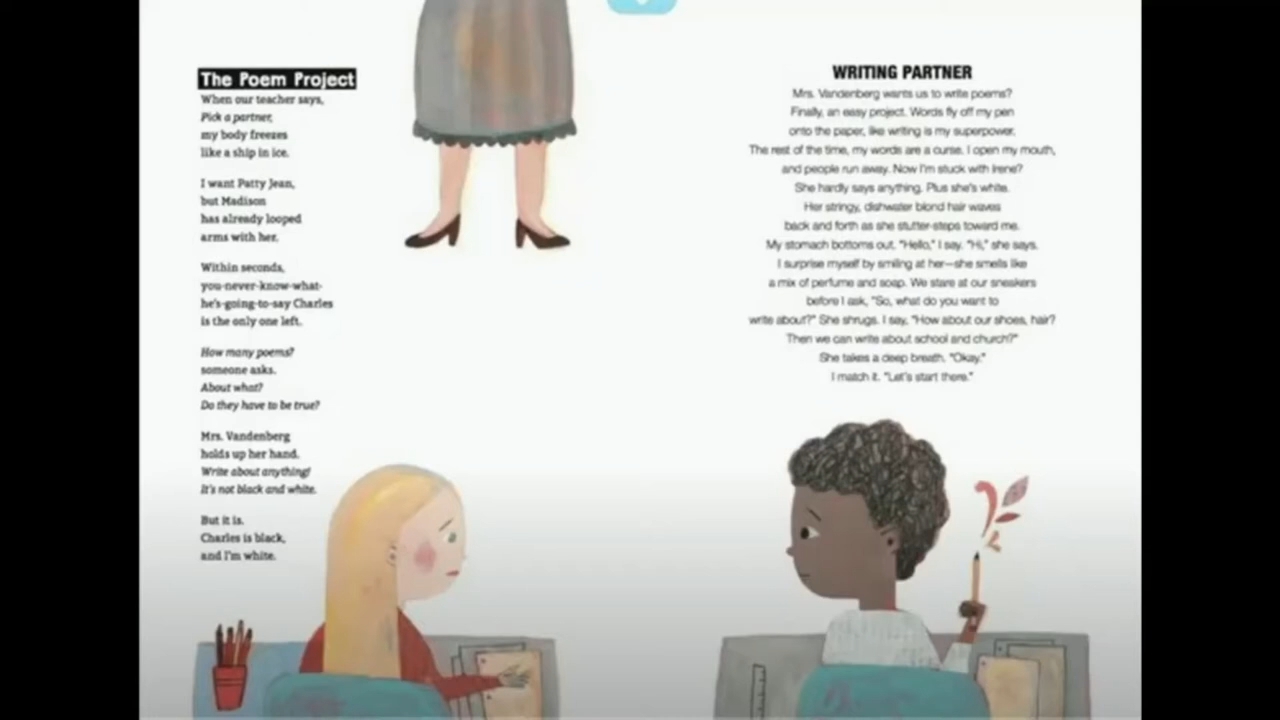 The Poem Project
When our teacher says,
Pick a partner,
my body freezes
like a ship in ice.
I want Patty Jean,
but Madison
has already looped
arms with her.
Within seconds,
you-never-know-what-
he's-going-to-say Charles
is the only one left.
How many poems?
someone asks.
About what?
Do they have to be true?
Mrs. Vandenberg
holds up her hand.
Write about anything!
It's not black and white.
But it is.
Charles is black,
and I'm white.
WRITING PARTNER
Mrs. Vandenberg wants us to write poems?
Finally, an easy project. Words fly off my pen
onto the paper, like writing is my superpower.
The rest of the time, my words are a curse. I open my mouth,
and people run away. Now I'm stuck with Irene?
She hardly says anything. Plus she's white.
Her stringy, dishwater blond hair waves
back and forth as she stutter-steps toward me.
My stomach bottoms out. "Hello," I say. "Hi," she says.
I surprise myself by smiling at her—she smells like
a mix of perfume and soap. We stare at our sneakers
before I ask, "So, what do you want to
write about?" She shrugs. I say, "How about our shoes, hair?
Then we can write about school and church?"
She takes a deep breath. "Okay."
I match it. "Let's start there."